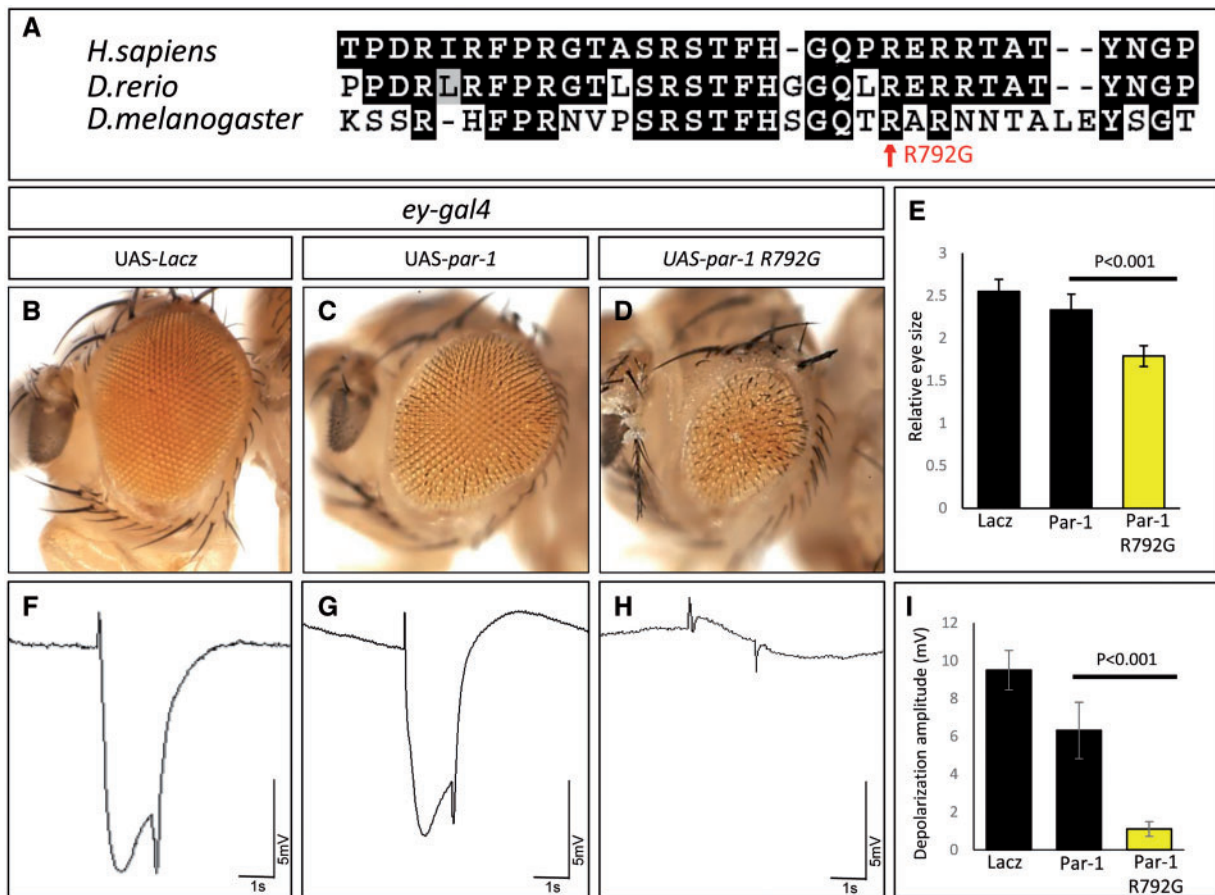 A
H.sapiens TPDRIRFPRGTASRSTFH-GQPRERRTAT--YNGP
D.rerio PPDRLRFPRGTLSRSTFHGGQLRERRTAT--YNGP
D.melanogaster KSSR-HFPRNVPSRSTFHSGQTRARNNTALEYSGT
R792G
ey-gal4
UAS-Lacz
UAS-par-1
UAS-par-1 R792G
B
C
D
E
Relative eye size
3
2.5
2
1.5
1
0.5
0
P<0.001
Lacz
Par-1
Par-1
R792G
F
5mV
1s
G
5mV
1s
H
5mV
1s
I
Depolarization amplitude (mV)
12
10
8
6
4
2
0
P<0.001
Lacz
Par-1
Par-1
R792G